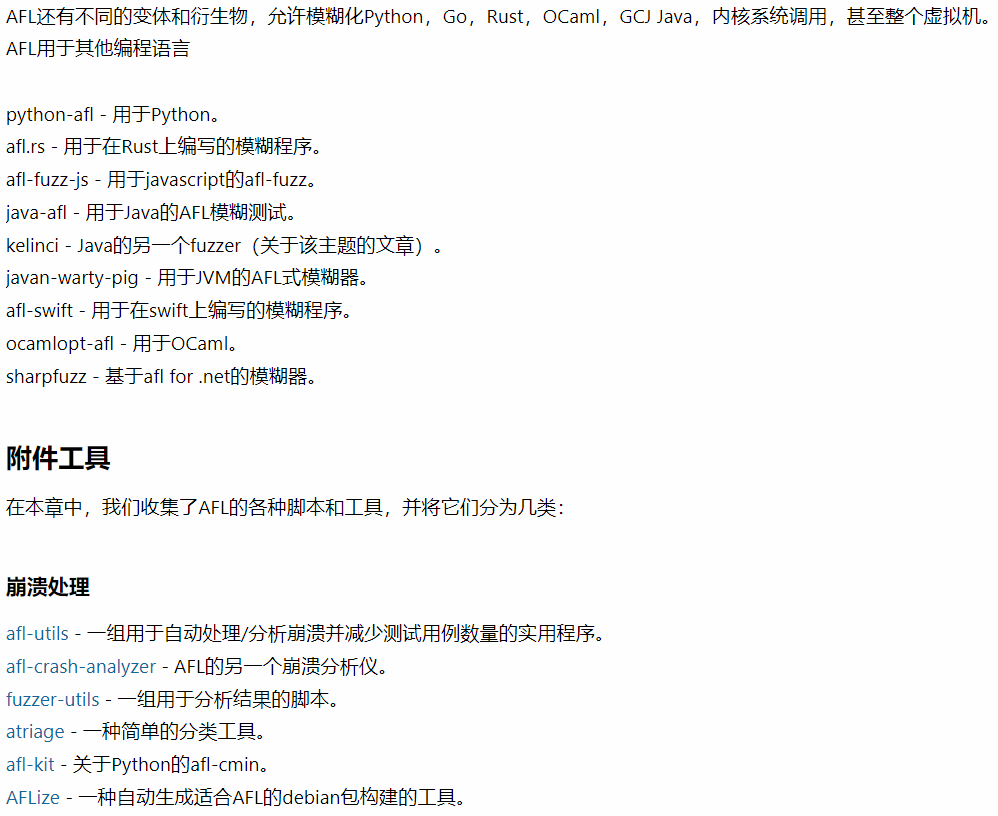 AFL还有不同的变体和衍生物，允许模糊化Python，Go，Rust，OCaml，GCJ Java，内核系统调用，甚至整个虚拟机。
AFL用于其他编程语言
python-afl - 用于Python。
afl.rs - 用于在Rust上编写的模糊程序。
afl-fuzz-js - 用于javascript的afl-fuzz。
java-afl - 用于Java的AFL模糊测试。
kelinci - Java的另一个fuzzer（关于该主题的文章）。
javan-warty-pig - 用于JVM的AFL式模糊器。
afl-swift - 用于在swift上编写的模糊程序。
ocamlopt-afl - 用于OCaml。
sharpfuzz - 基于afl for .net的模糊器。
附件工具
在本章中，我们收集了AFL的各种脚本和工具，并将它们分为几类：
崩溃处理
afl-utils - 一组用于自动处理/分析崩溃并减少测试用例数量的实用程序。
afl-crash-analyzer - AFL的另一个崩溃分析仪。
fuzzer-utils - 一组用于分析结果的脚本。
atriage - 一种简单的分类工具。
afl-kit - 关于Python的afl-cmin。
AFLize - 一种自动生成适合AFL的debian包构建的工具。